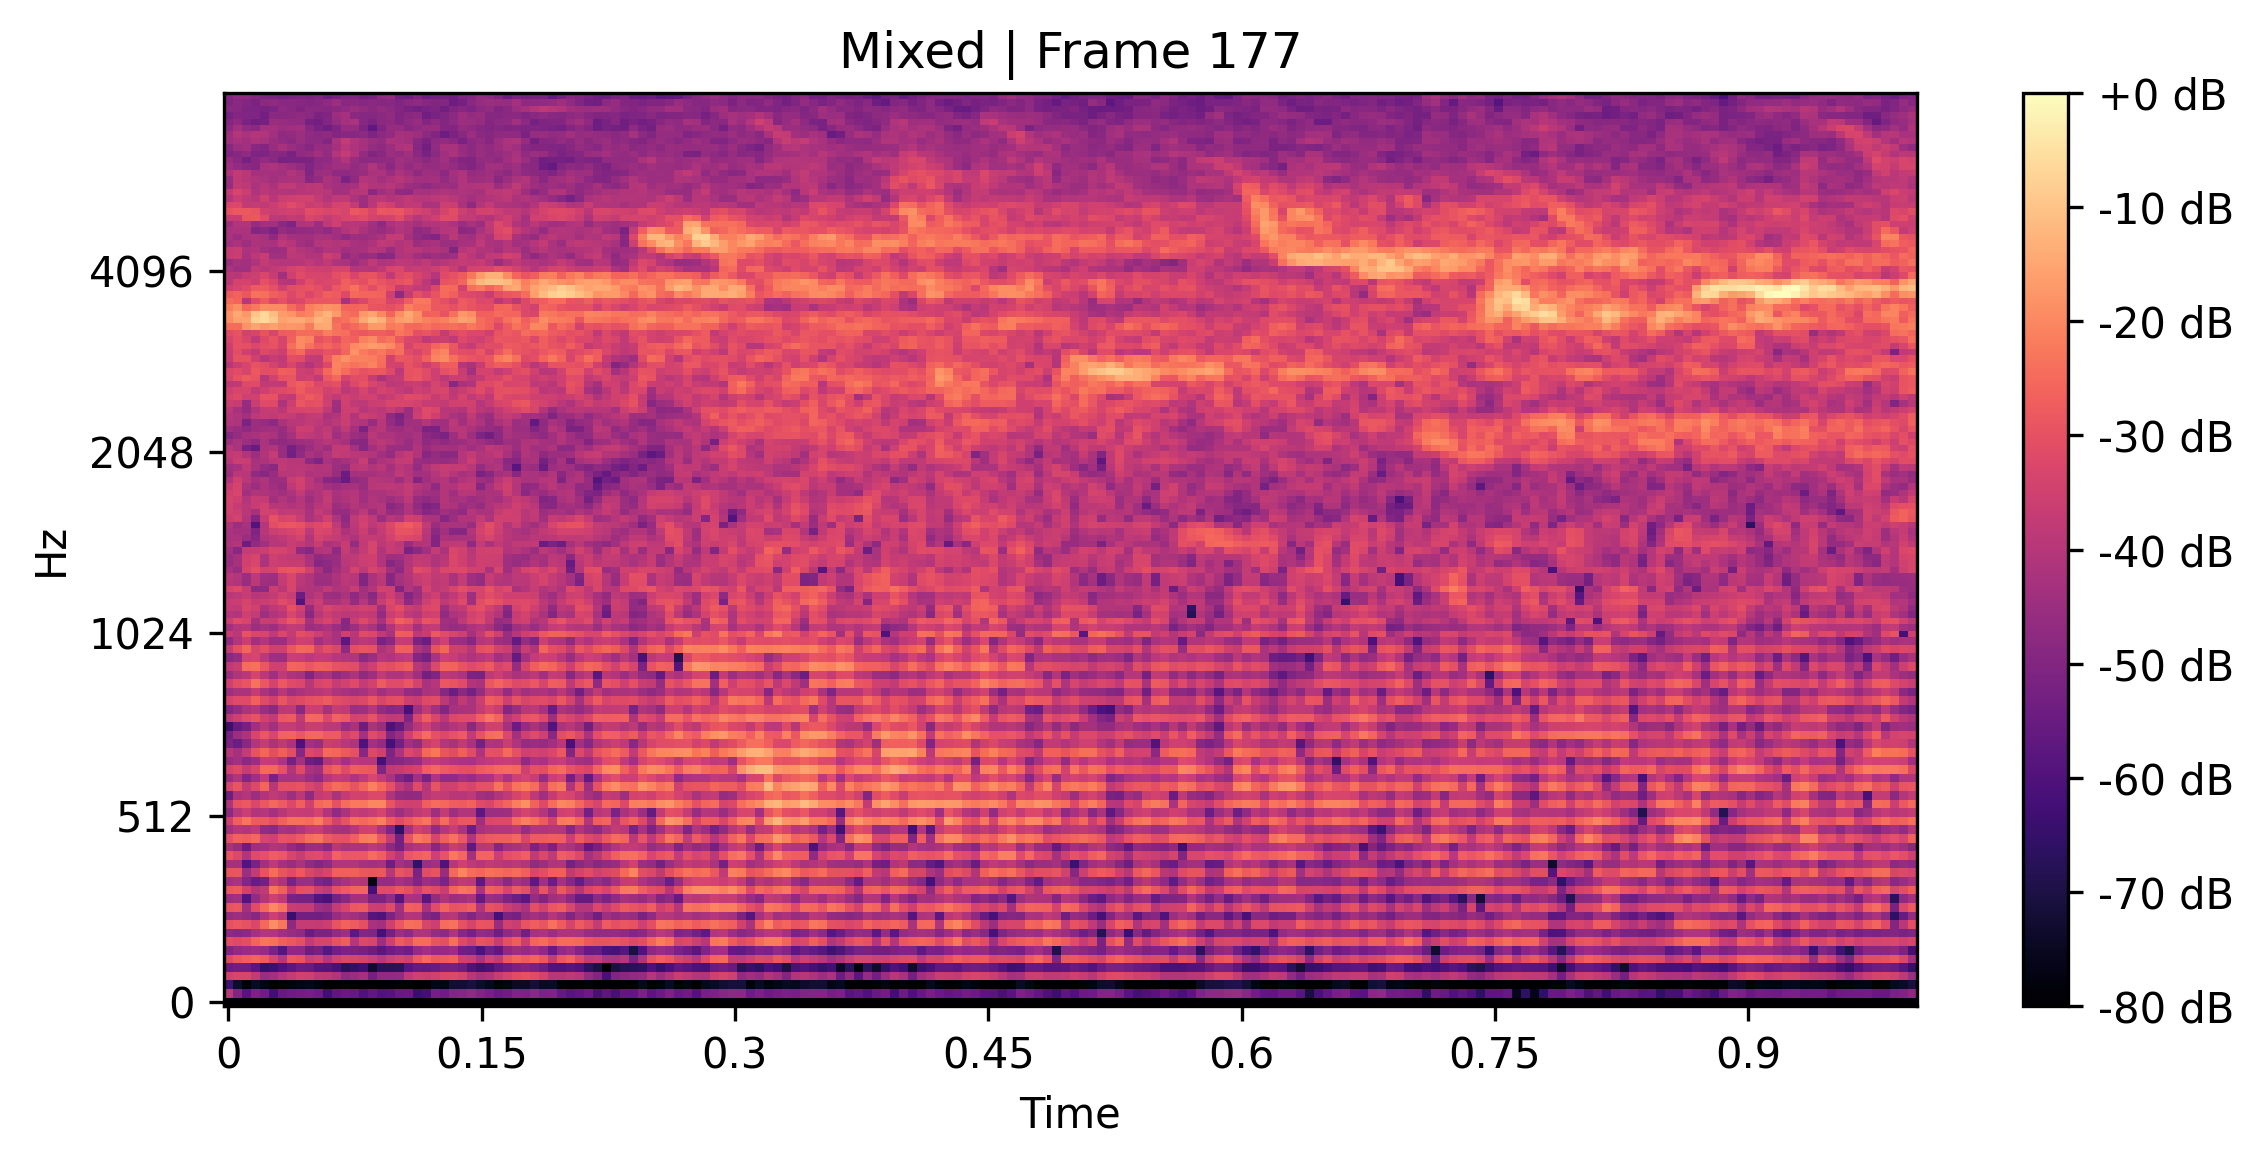 Mixed | Frame 177
Hz
4096
2048
1024
512
0
0 0.15 0.3 0.45 0.6 0.75 0.9
Time
+0 dB
-10 dB
-20 dB
-30 dB
-40 dB
-50 dB
-60 dB
-70 dB
-80 dB